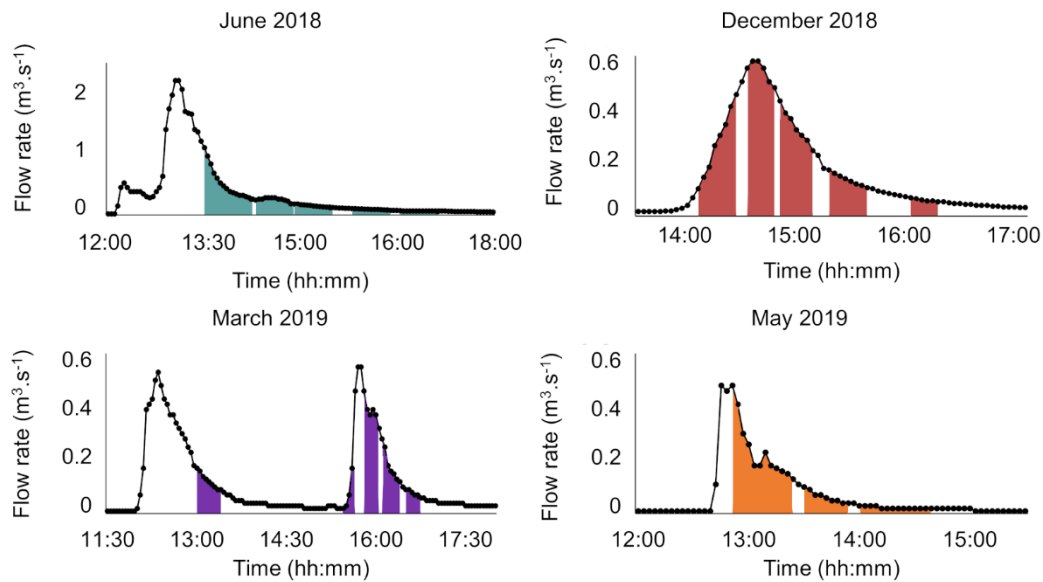 June 2018
Flow rate (m³.s⁻¹)
2
1
0
12:00 13:30 15:00 16:00 18:00
Time (hh:mm)
December 2018
Flow rate (m³.s⁻¹)
0.6
0.4
0.2
0
14:00 15:00 16:00 17:00
Time (hh:mm)
March 2019
Flow rate (m³.s⁻¹)
0.6
0.4
0.2
0
11:30 13:00 14:30 16:00 17:30
Time (hh:mm)
May 2019
Flow rate (m³.s⁻¹)
0.6
0.4
0.2
0
12:00 13:00 14:00 15:00
Time (hh:mm)